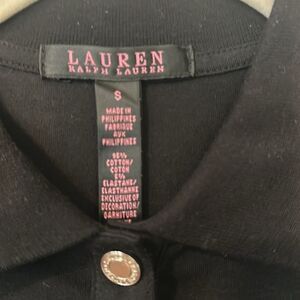 LAUREN
RALPH LAUREN
S
MADE IN
PHILIPPINES
FABRIQUE
AUX
PHILIPPINES
95%
COTTON/
COTON
5%
ELASTANE/
ELASTHANNE
EXCLUSIVE OF
DECORATION/
GARNITURE